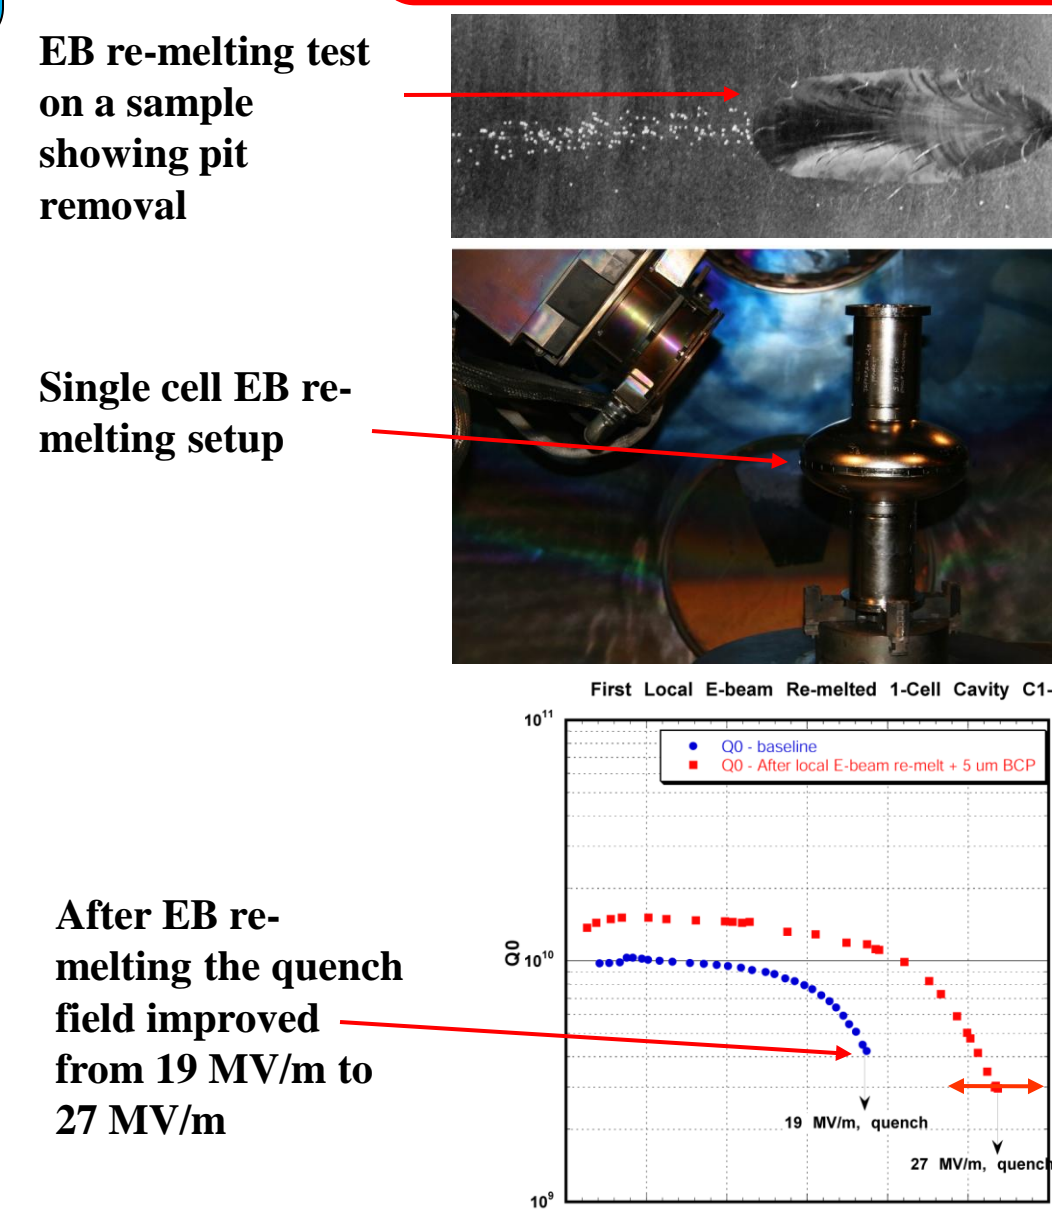 EB re-melting test
on a sample
showing pit
removal
Single cell EB re-
melting setup
First Local E-beam Re-melted 1-Cell Cavity C1-
10¹¹
Q0 - baseline
Q0 - After local E-beam re-melt + 5 um BCP
After EB re-
melting the quench
field improved
from 19 MV/m to
27 MV/m
Q0
10¹⁰
19 MV/m, quench
27 MV/m, quench
10⁹